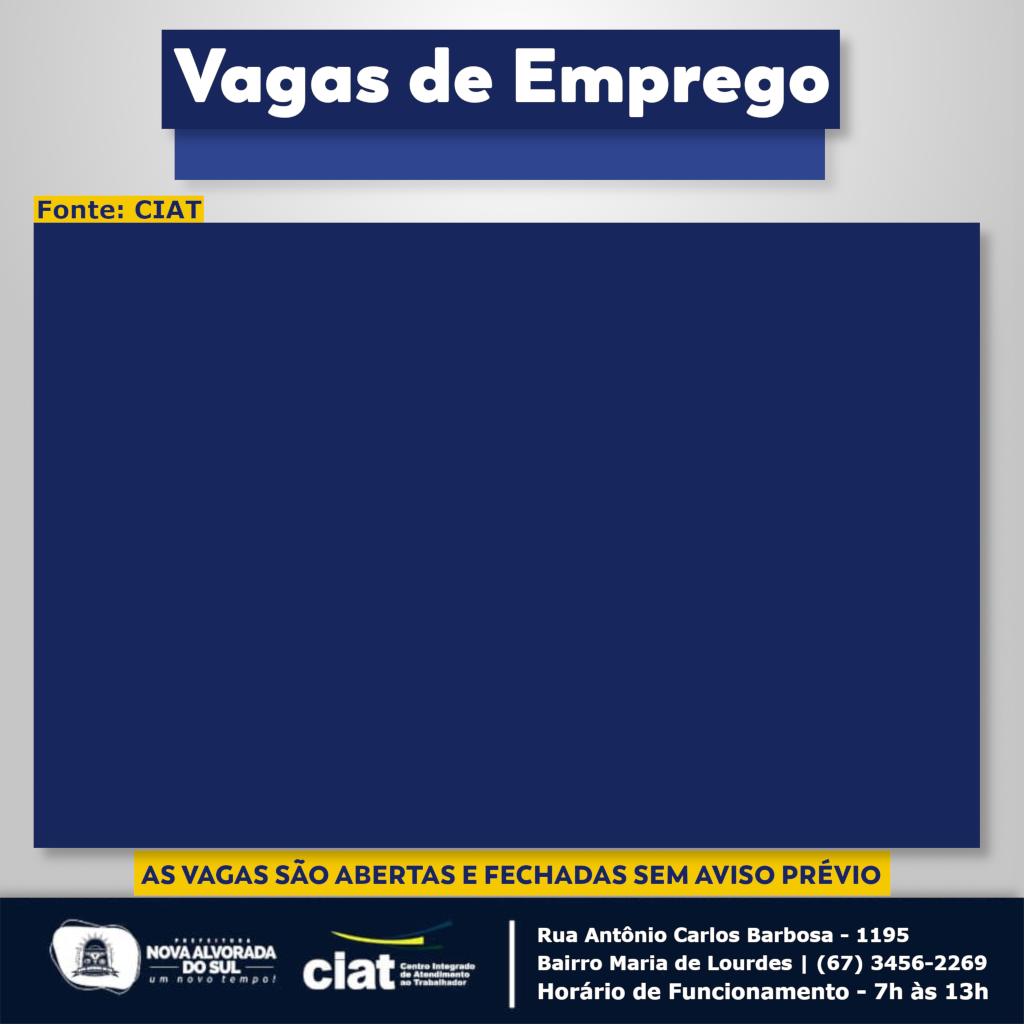 Vagas de Emprego
Fonte: CIAT
AS VAGAS SÃO ABERTAS E FECHADAS SEM AVISO PRÉVIO
PREFEITURA
NOVA ALVORADA
DO SUL
um novo tempo!
ciat
Centro Integrado
de Atendimento
ao Trabalhador
Rua Antônio Carlos Barbosa - 1195
Bairro Maria de Lourdes | (67) 3456-2269
Horário de Funcionamento - 7h às 13h